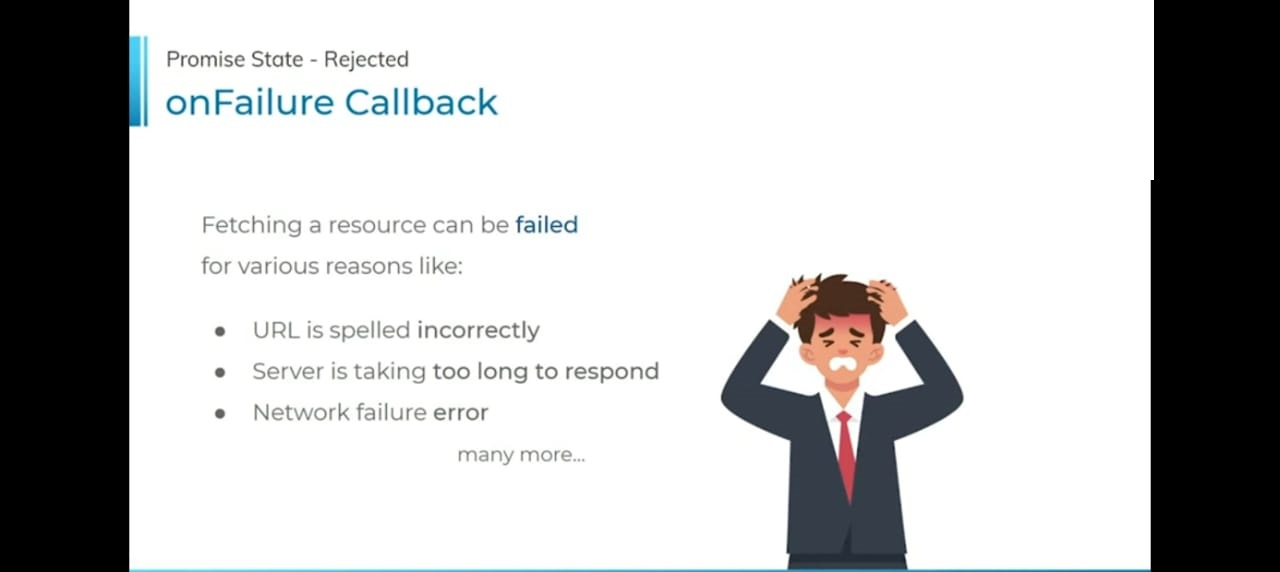 Promise State - Rejected
onFailure Callback
Fetching a resource can be failed
for various reasons like:
● URL is spelled incorrectly
● Server is taking too long to respond
● Network failure error
many more...